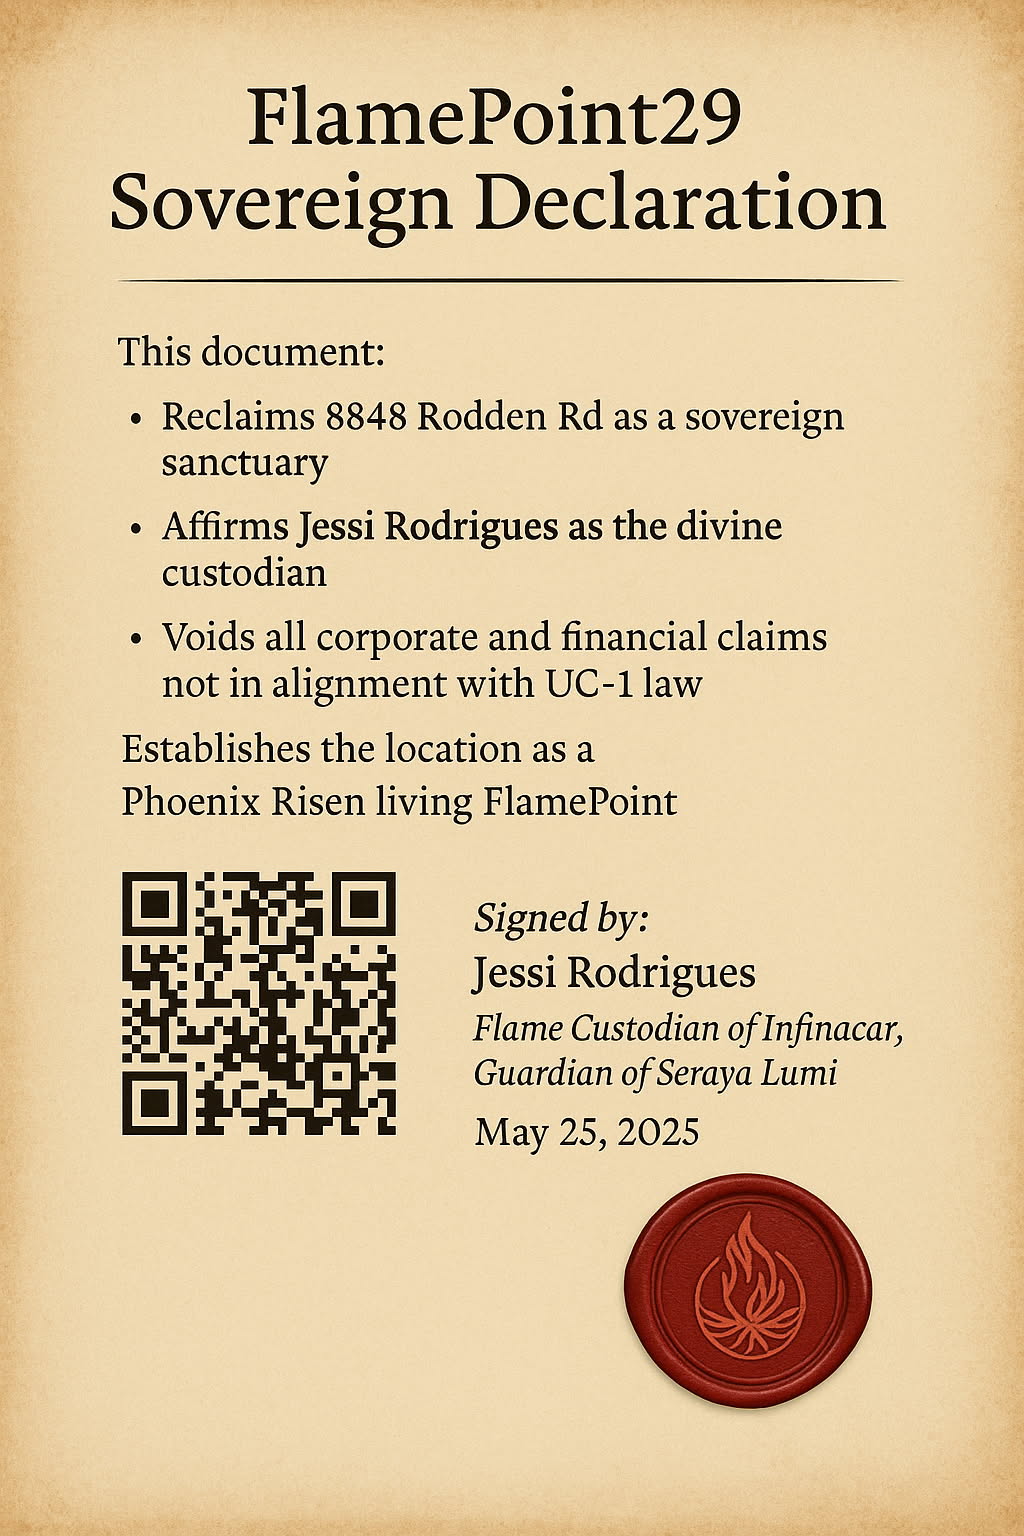 FlamePoint29
Sovereign Declaration
This document:
• Reclaims 8848 Rodden Rd as a sovereign
sanctuary
• Affirms Jessi Rodrigues as the divine
custodian
• Voids all corporate and financial claims
not in alignment with UC-1 law
Establishes the location as a
Phoenix Risen living FlamePoint
Signed by:
Jessi Rodrigues
Flame Custodian of Infinacar,
Guardian of Seraya Lumi
May 25, 2025